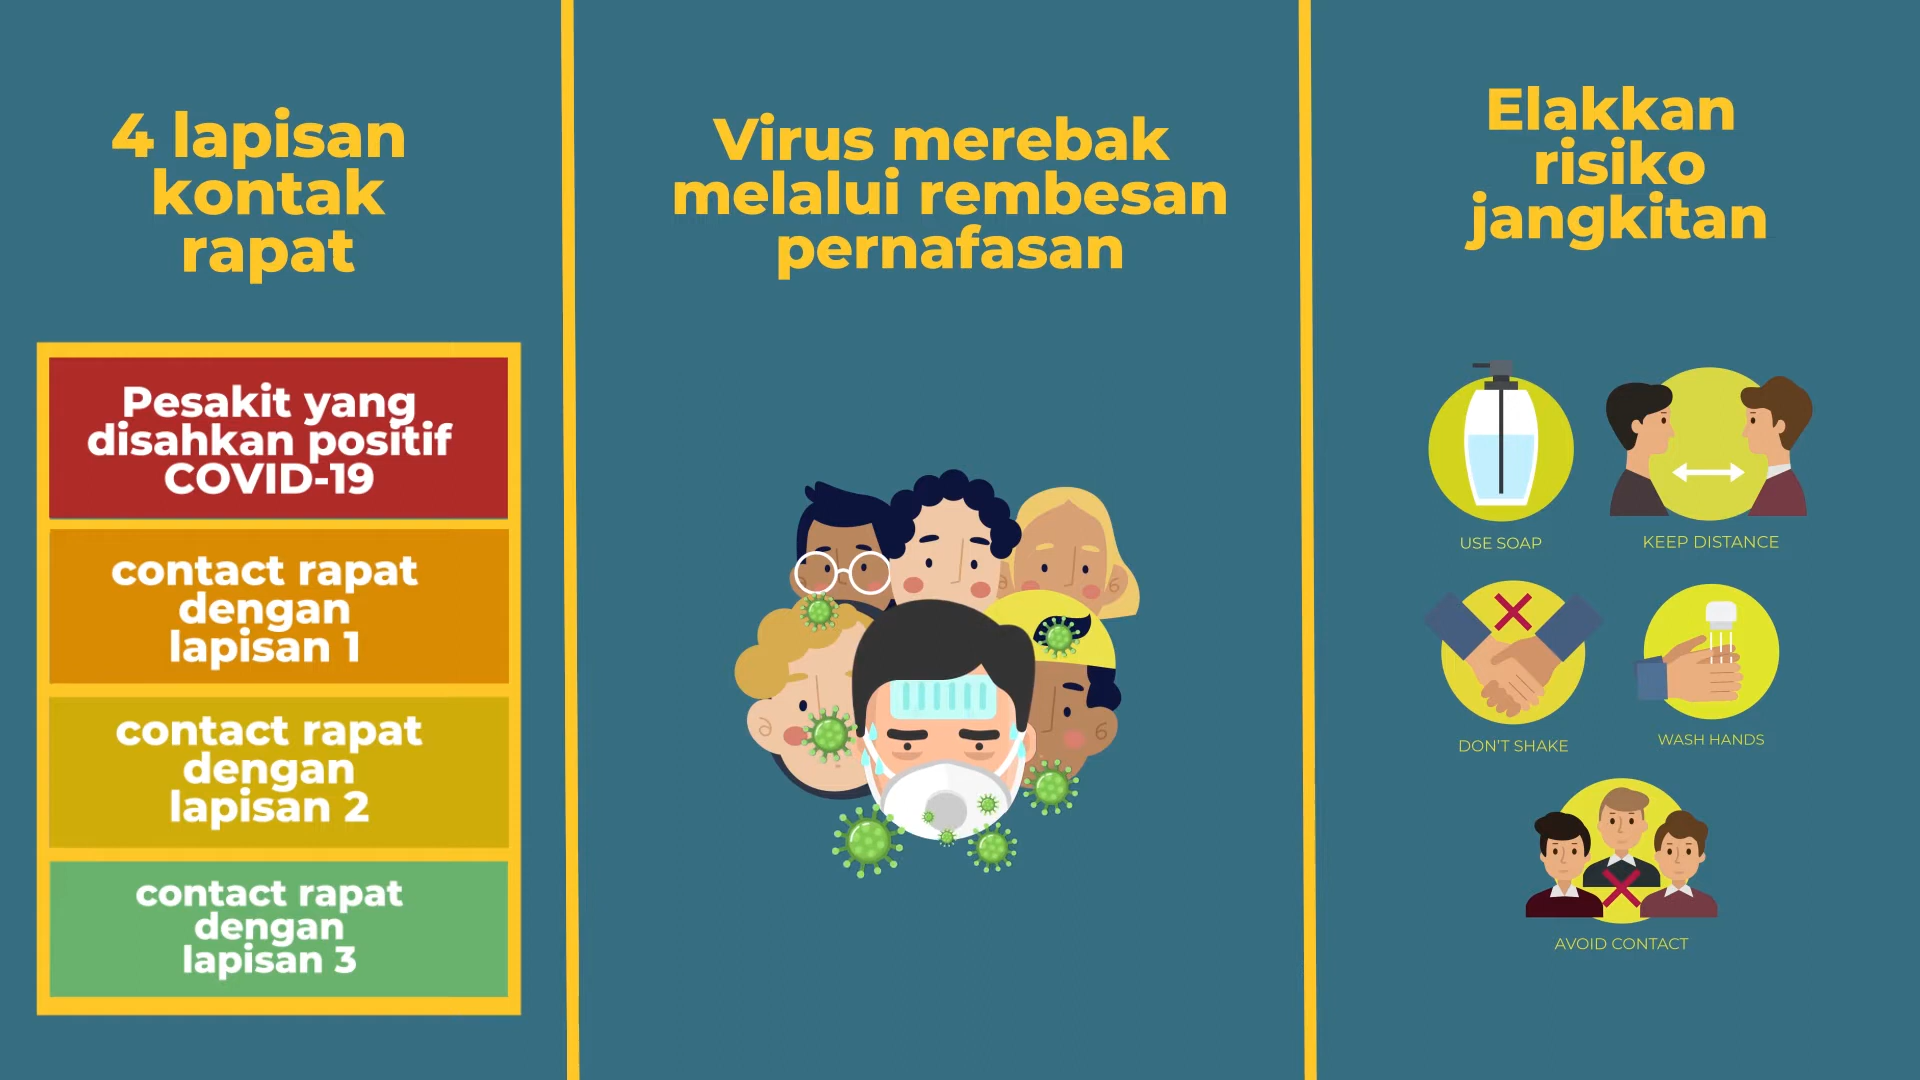 4 lapisan
kontak
rapat
Pesakit yang
disahkan positif
COVID-19
contact rapat
dengan
lapisan 1
contact rapat
dengan
lapisan 2
contact rapat
dengan
lapisan 3
Virus merebak
melalui rembesan
pernafasan
Elakkan
risiko
jangkitan
USE SOAP
KEEP DISTANCE
DON'T SHAKE
WASH HANDS
AVOID CONTACT